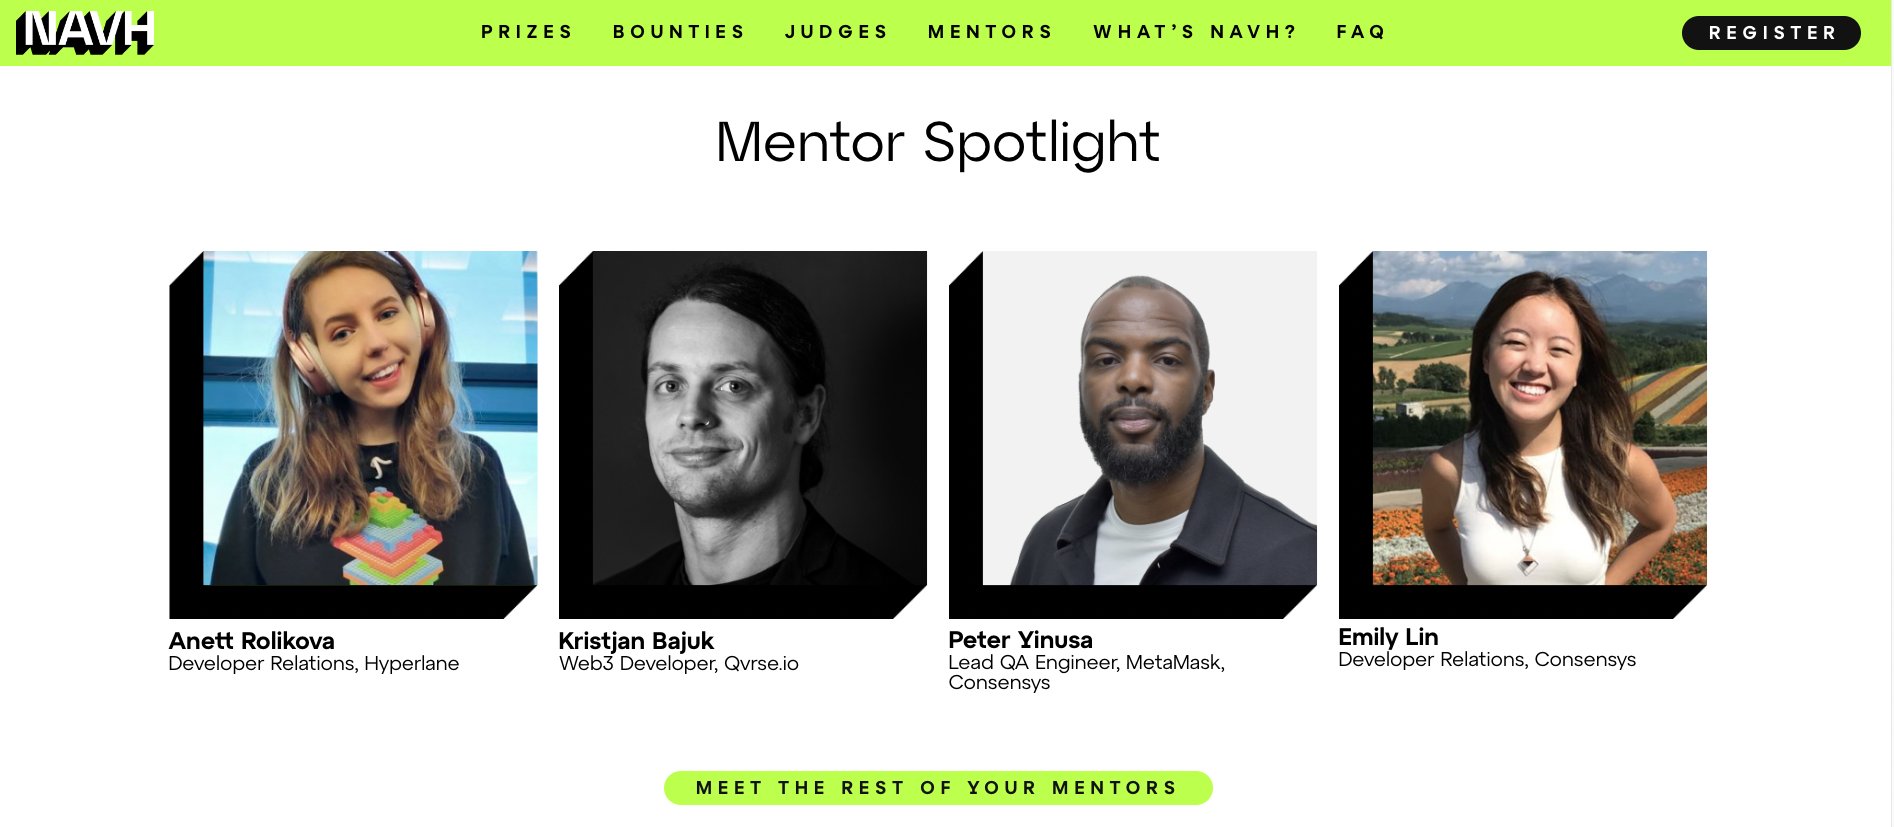 NAVH
PRIZES
BOUNTIES
JUDGES
MENTORS
WHAT’S NAVH?
FAQ
REGISTER
Mentor Spotlight
Anett Rolikova
Developer Relations, Hyperlane
Kristjan Bajuk
Web3 Developer, Qvrse.io
Peter Yinusa
Lead QA Engineer, MetaMask,
Consensys
Emily Lin
Developer Relations, Consensys
MEET THE REST OF YOUR MENTORS